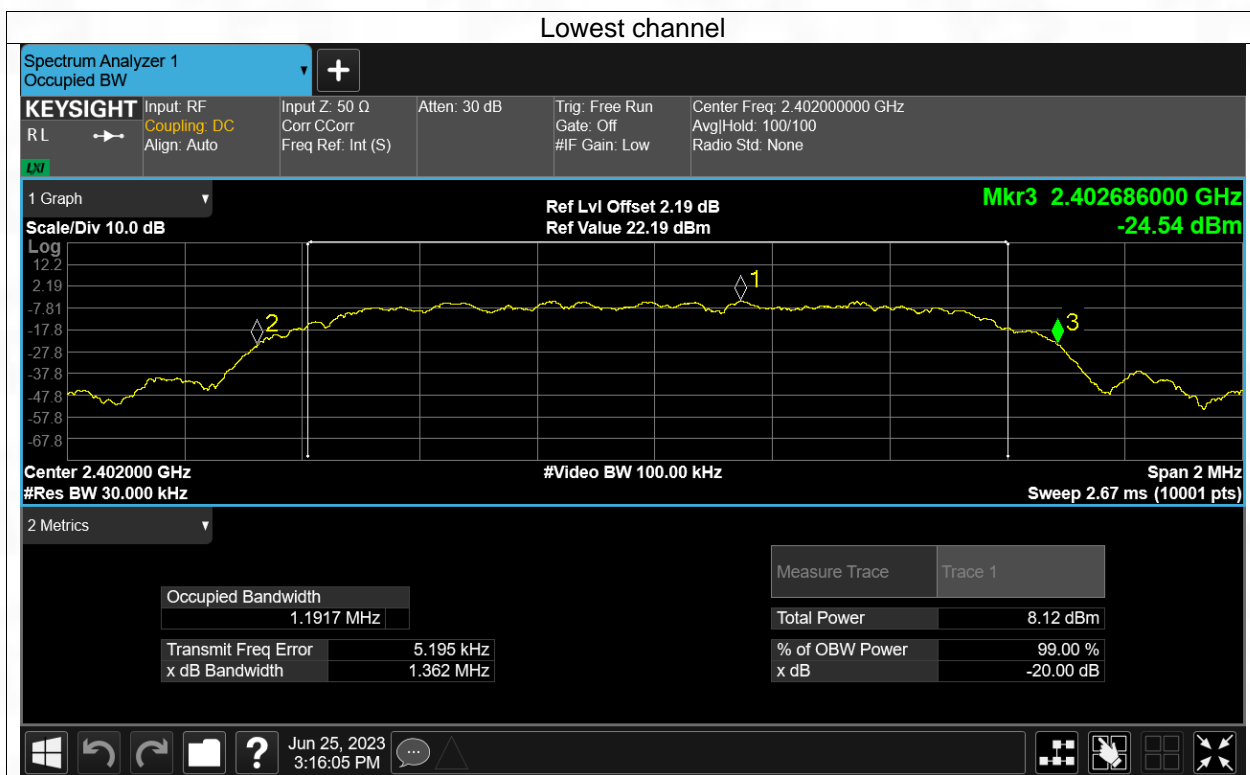 Lowest channel
Spectrum Analyzer 1
Occupied BW
KEYSIGHT
R L
LXI
Input: RF
Coupling: DC
Align: Auto
Input Z: 50 Ω
Corr CCorr
Freq Ref: Int (S)
Atten: 30 dB
Trig: Free Run
Gate: Off
#IF Gain: Low
Center Freq: 2.402000000 GHz
Avg|Hold: 100/100
Radio Std: None
1 Graph
Scale/Div 10.0 dB
Ref Lvl Offset 2.19 dB
Ref Value 22.19 dBm
Mkr3 2.402686000 GHz
-24.54 dBm
Log
12.2
2.19
-7.81
-17.8
-27.8
-37.8
-47.8
-57.8
-67.8
2
1
3
Center 2.402000 GHz
#Res BW 30.000 kHz
#Video BW 100.00 kHz
Span 2 MHz
Sweep 2.67 ms (10001 pts)
2 Metrics
Measure Trace Trace 1
Occupied Bandwidth
1.1917 MHz
Total Power 8.12 dBm
Transmit Freq Error 5.195 kHz
% of OBW Power 99.00 %
x dB Bandwidth 1.362 MHz
x dB -20.00 dB
?
Jun 25, 2023
3:16:05 PM